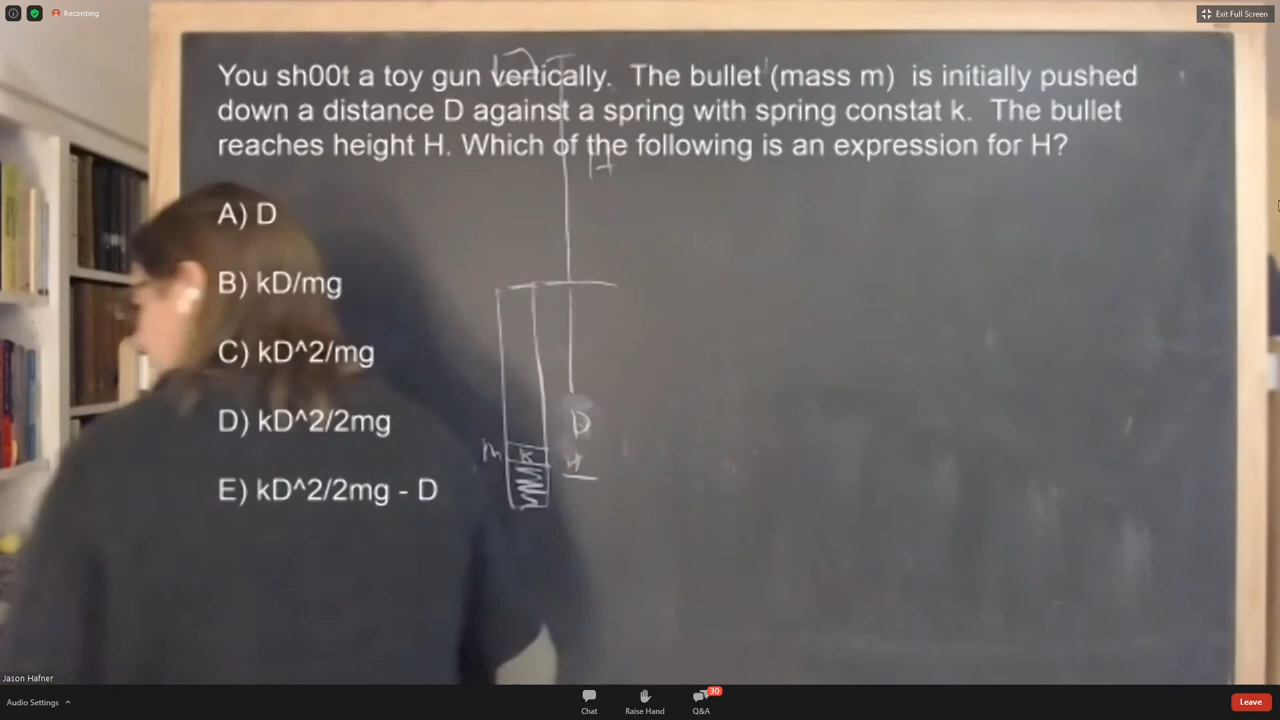 Recording
Exit Full Screen
You sh00t a toy gun vertically. The bullet (mass m) is initially pushed
down a distance D against a spring with spring constat k. The bullet
reaches height H. Which of the following is an expression for H?
A) D
B) kD/mg
C) kD^2/mg
D) kD^2/2mg
E) kD^2/2mg - D
H
D
m
k
Jason Hafner
Audio Settings
Chat
Raise Hand
30
Q&A
Leave